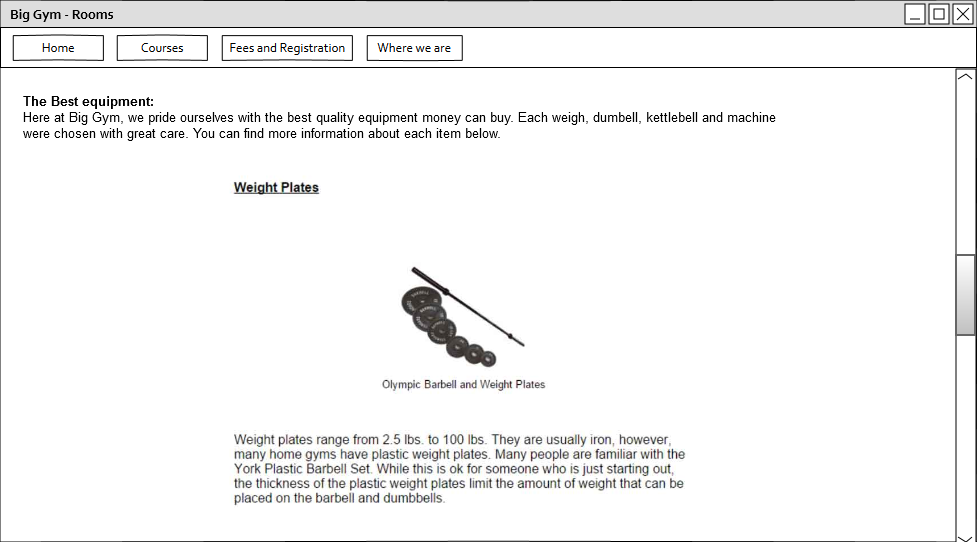 Big Gym - Rooms
Home
Courses
Fees and Registration
Where we are
The Best equipment:
Here at Big Gym, we pride ourselves with the best quality equipment money can buy. Each weigh, dumbell, kettlebell and machine
were chosen with great care. You can find more information about each item below.
Weight Plates
Olympic Barbell and Weight Plates
Weight plates range from 2.5 lbs. to 100 lbs. They are usually iron, however,
many home gyms have plastic weight plates. Many people are familiar with the
York Plastic Barbell Set. While this is ok for someone who is just starting out,
the thickness of the plastic weight plates limit the amount of weight that can be
placed on the barbell and dumbbells.